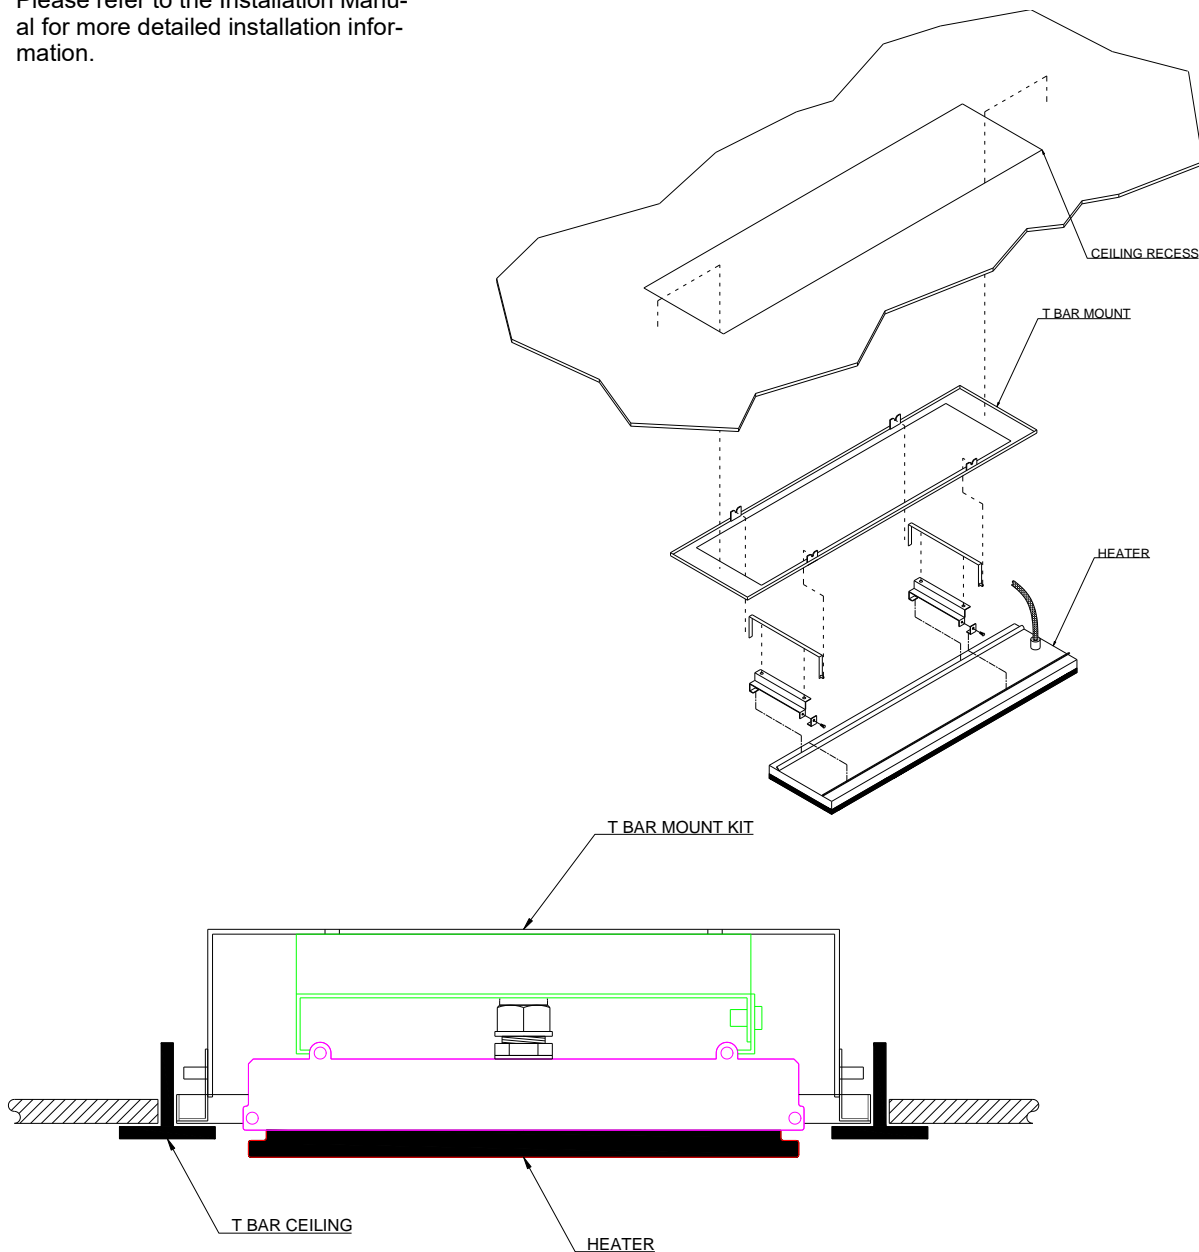 Please refer to the Installation Manu-
al for more detailed installation infor-
mation.
CEILING RECESS
T BAR MOUNT
HEATER
T BAR MOUNT KIT
T BAR CEILING
HEATER